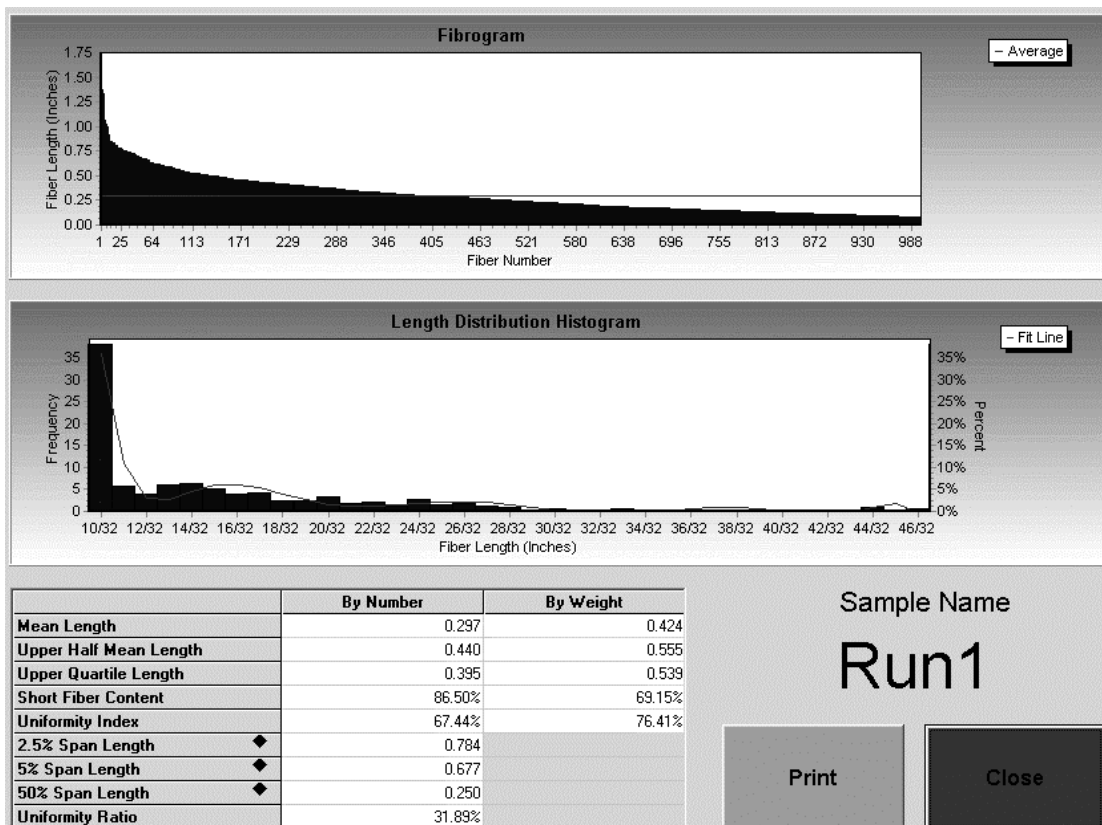 Fibrogram
– Average
1.75
1.50
1.25
1.00
0.75
0.50
0.25
0.00
Fiber Length (Inches)
1 25 64 113 171 229 288 346 405 463 521 580 638 696 755 813 872 930 988
Fiber Number
Length Distribution Histogram
– Fit Line
35
30
25
20
15
10
5
0
Frequency
35%
30%
25%
20%
15%
10%
5%
0%
Percent
10/32 12/32 14/32 16/32 18/32 20/32 22/32 24/32 26/32 28/32 30/32 32/32 34/32 36/32 38/32 40/32 42/32 44/32 46/32
Fiber Length (Inches)
By Number By Weight
Mean Length 0.297 0.424
Upper Half Mean Length 0.440 0.555
Upper Quartile Length 0.395 0.539
Short Fiber Content 86.50% 69.15%
Uniformity Index 67.44% 76.41%
2.5% Span Length ◆ 0.784
5% Span Length ◆ 0.677
50% Span Length ◆ 0.250
Uniformity Ratio 31.89%
Sample Name
Run1
Print
Close